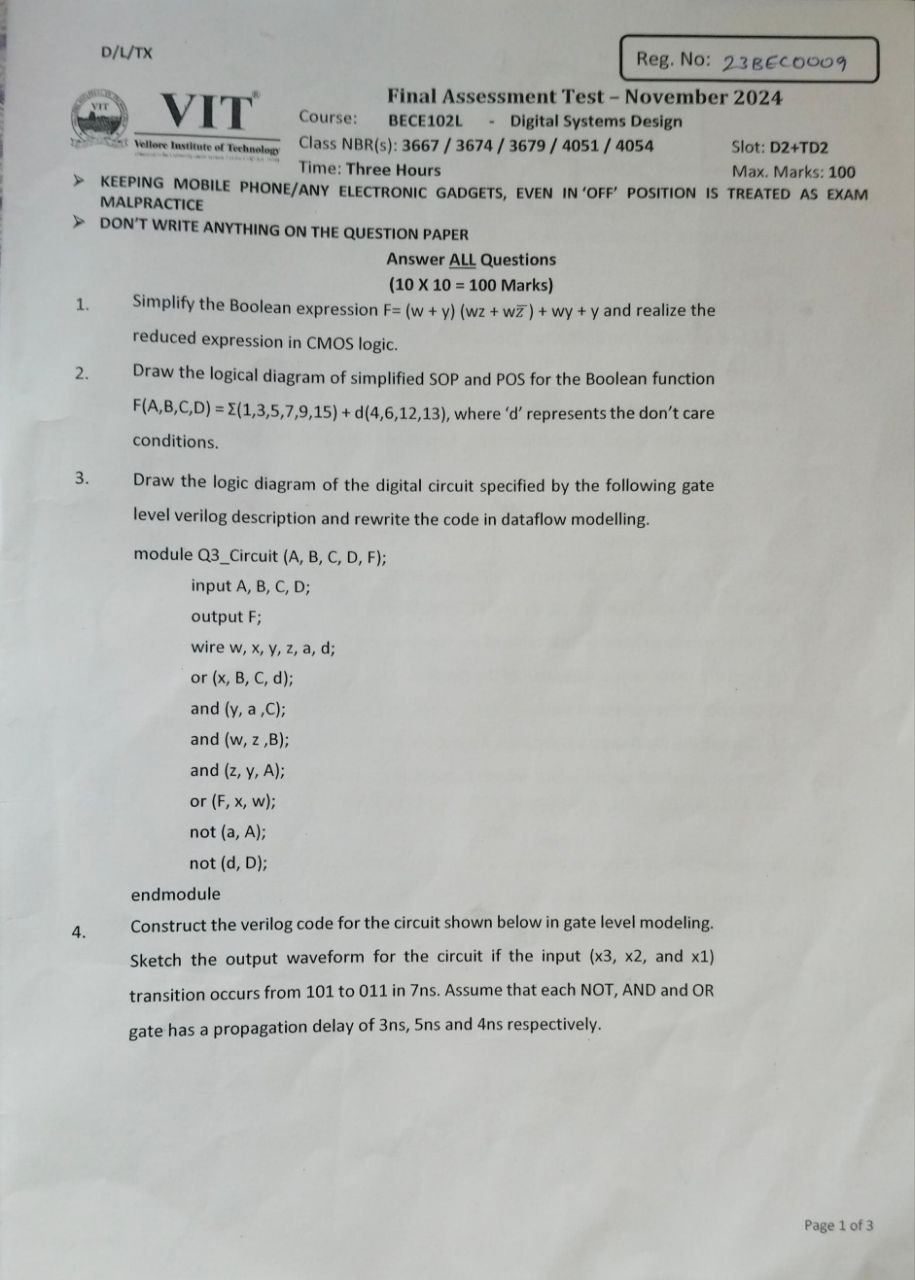 D/L/TX
Reg. No: 23BEC0009
VIT
VIT®
Vellore Institute of Technology
Final Assessment Test – November 2024
Course: BECE102L - Digital Systems Design
Class NBR(s): 3667 / 3674 / 3679 / 4051 / 4054 Slot: D2+TD2
Time: Three Hours Max. Marks: 100
➢ KEEPING MOBILE PHONE/ANY ELECTRONIC GADGETS, EVEN IN 'OFF' POSITION IS TREATED AS EXAM
MALPRACTICE
➢ DON'T WRITE ANYTHING ON THE QUESTION PAPER
Answer ALL Questions
(10 X 10 = 100 Marks)
1. Simplify the Boolean expression F= (w + y) (wz + wz̅ ) + wy + y and realize the
reduced expression in CMOS logic.
2. Draw the logical diagram of simplified SOP and POS for the Boolean function
F(A,B,C,D) = Σ(1,3,5,7,9,15) + d(4,6,12,13), where 'd' represents the don't care
conditions.
3. Draw the logic diagram of the digital circuit specified by the following gate
level verilog description and rewrite the code in dataflow modelling.
module Q3_Circuit (A, B, C, D, F);
input A, B, C, D;
output F;
wire w, x, y, z, a, d;
or (x, B, C, d);
and (y, a ,C);
and (w, z ,B);
and (z, y, A);
or (F, x, w);
not (a, A);
not (d, D);
endmodule
4. Construct the verilog code for the circuit shown below in gate level modeling.
Sketch the output waveform for the circuit if the input (x3, x2, and x1)
transition occurs from 101 to 011 in 7ns. Assume that each NOT, AND and OR
gate has a propagation delay of 3ns, 5ns and 4ns respectively.
Page 1 of 3